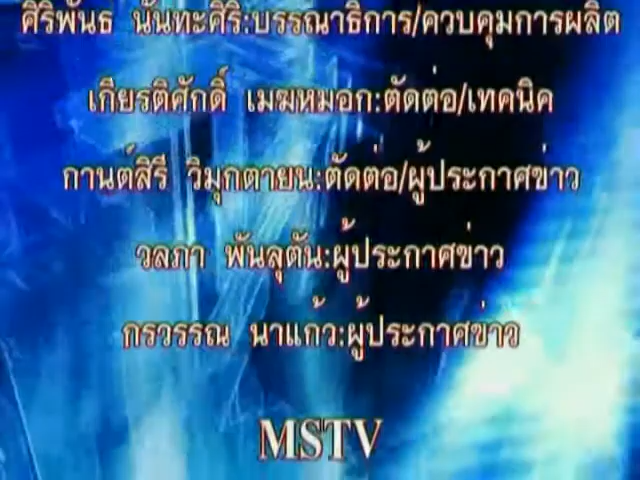 ศิริพันธ์ นันทะศิริ:บรรณาธิการ/ควบคุมการผลิต
เกียรติศักดิ์ เมฆหมอก:ตัดต่อ/เทคนิค
กานต์สิรี วิมุกตายน:ตัดต่อ/ผู้ประกาศข่าว
วลภา พันลุตัน:ผู้ประกาศข่าว
กรวรรณ นาแก้ว:ผู้ประกาศข่าว
MSTV